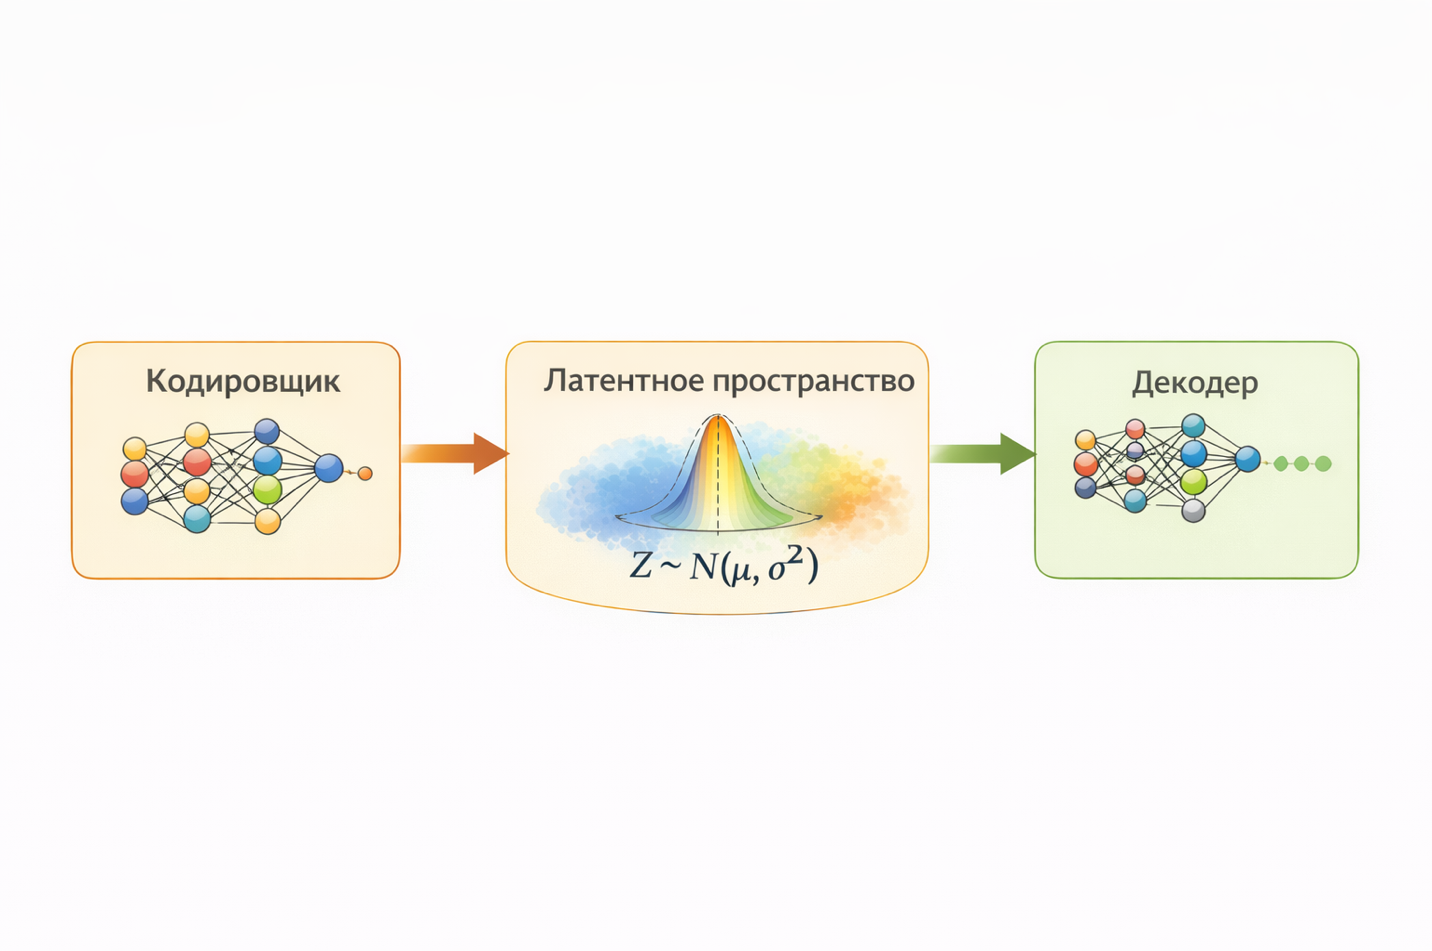 Кодировщик
Латентное пространство
Z ~ N(μ, σ²)
Декодер